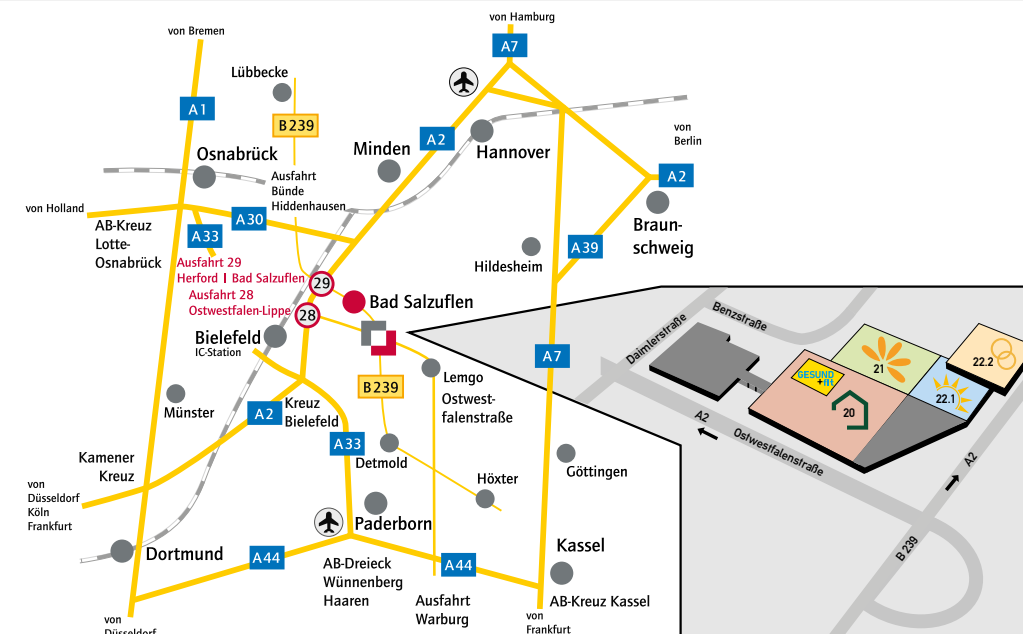 von Bremen
von Hamburg
A7
Lübbecke
A1
B 239
A2
Minden
Hannover
von
Berlin
Osnabrück
Ausfahrt
Bünde
Hiddenhausen
A2
von Holland
A30
A33
AB-Kreuz
Lotte-
Osnabrück
Braun-
schweig
A39
Hildesheim
Ausfahrt 29
Herford | Bad Salzuflen
29
Ausfahrt 28
Ostwestfalen-Lippe
28
Bad Salzuflen
Bielefeld
IC-Station
A7
B 239
Lemgo
Ostwest-
falenstraße
Münster
A2
Kreuz
Bielefeld
A33
Detmold
Kamener
Kreuz
Höxter
Göttingen
von
Düsseldorf
Köln
Frankfurt
Paderborn
Dortmund
A44
AB-Dreieck
Wünnenberg
Haaren
A44
Kassel
Ausfahrt
Warburg
AB-Kreuz Kassel
von
Düsseldorf
von
Frankfurt
Benzstraße
Daimlerstraße
21
22.2
GESUND
+fit
22.1
20
A2
Ostwestfalenstraße
A2
B 239